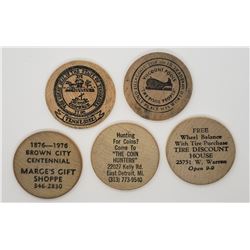 TENNESSEE
1876—1976
BROWN CITY
CENTENNIAL
MARGE'S GIFT
SHOPPE
346-2850
Hunting
For Coins?
Come To
"THE COIN
HUNTERS"
22027 Kelly Rd.
East Detroit, MI.
(313) 773-9540
FREE
Wheel Balance
With Tire Purchase
TIRE DISCOUNT
HOUSE
25751 W. Warren
Open 9-9